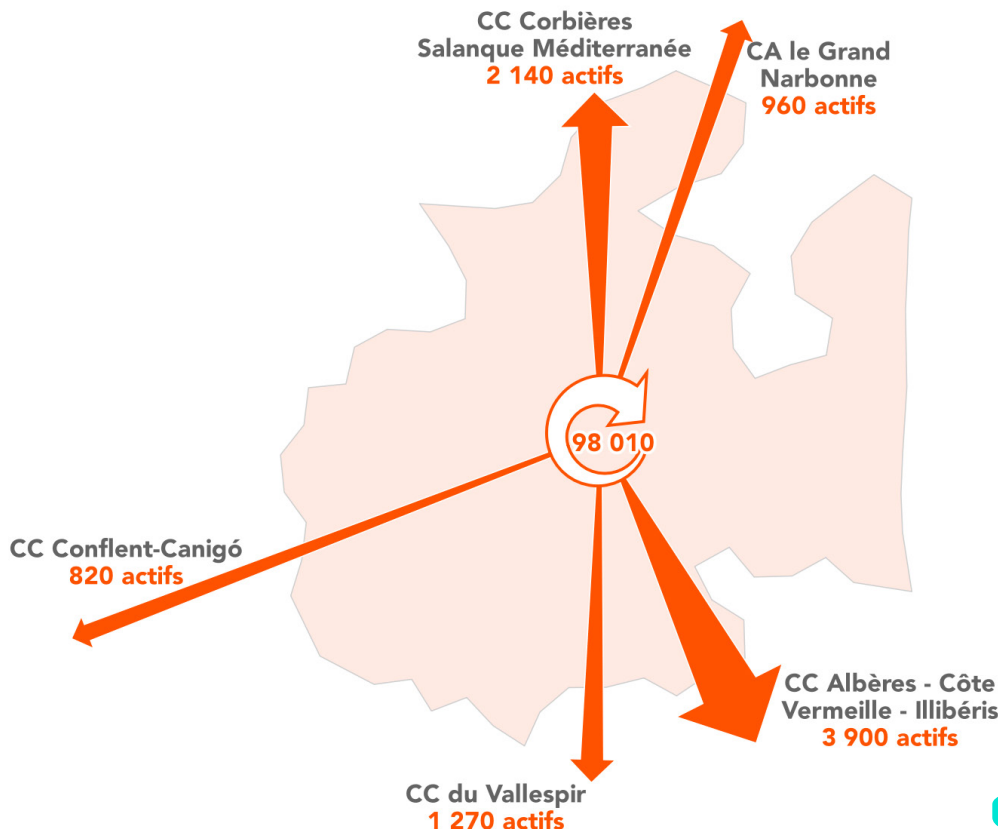 CC Corbières
Salanque Méditerranée
2 140 actifs
CA le Grand
Narbonne
960 actifs
98 010
CC Conflent-Canigó
820 actifs
CC Albères - Côte
Vermeille - Illibéris
3 900 actifs
CC du Vallespir
1 270 actifs